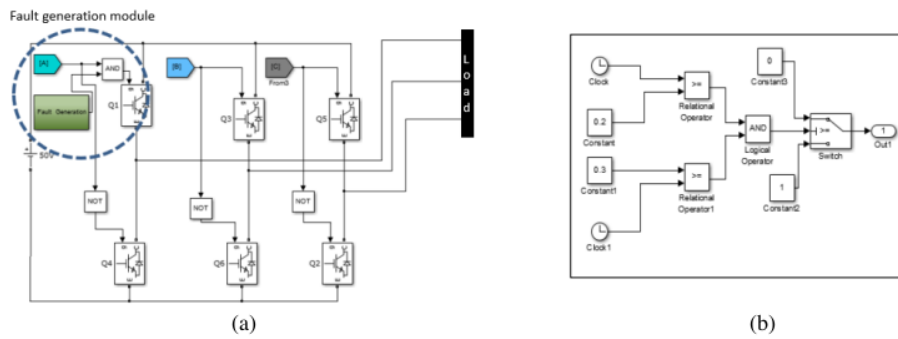 Fault generation module
[A]
AND
Fault Generation
Q1
[B]
[C]
From3
Q3
Q5
50V
NOT
NOT
NOT
Q4
Q6
Q2
L
o
a
d
(a)
Clock
>=
Relational
Operator
0
Constant3
0.2
Constant
AND
Logical
Operator
>=
Switch
1
Out1
0.3
Constant1
>=
Relational
Operator1
1
Constant2
Clock1
(b)